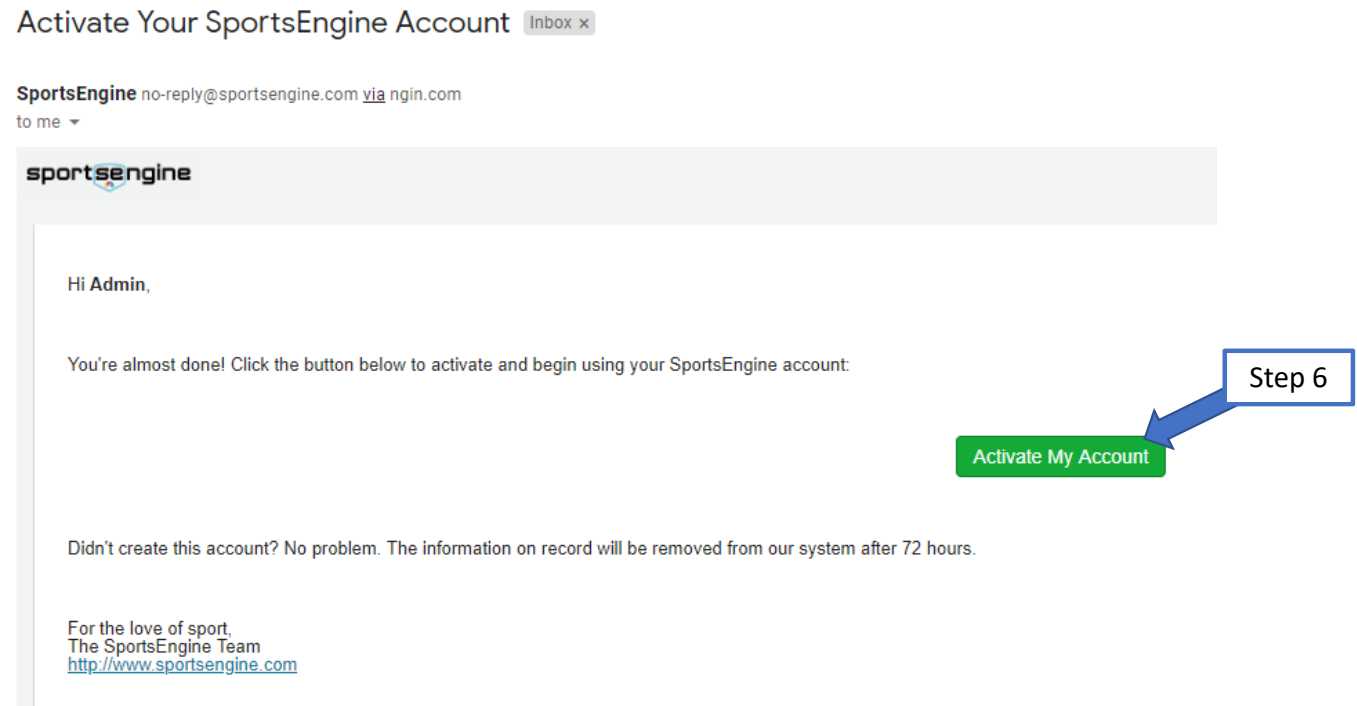 Activate Your SportsEngine Account Inbox x
SportsEngine no-reply@sportsengine.com via ngin.com
to me
sportsengine
Hi Admin,
You're almost done! Click the button below to activate and begin using your SportsEngine account:
Step 6
Activate My Account
Didn't create this account? No problem. The information on record will be removed from our system after 72 hours.
For the love of sport,
The SportsEngine Team
http://www.sportsengine.com